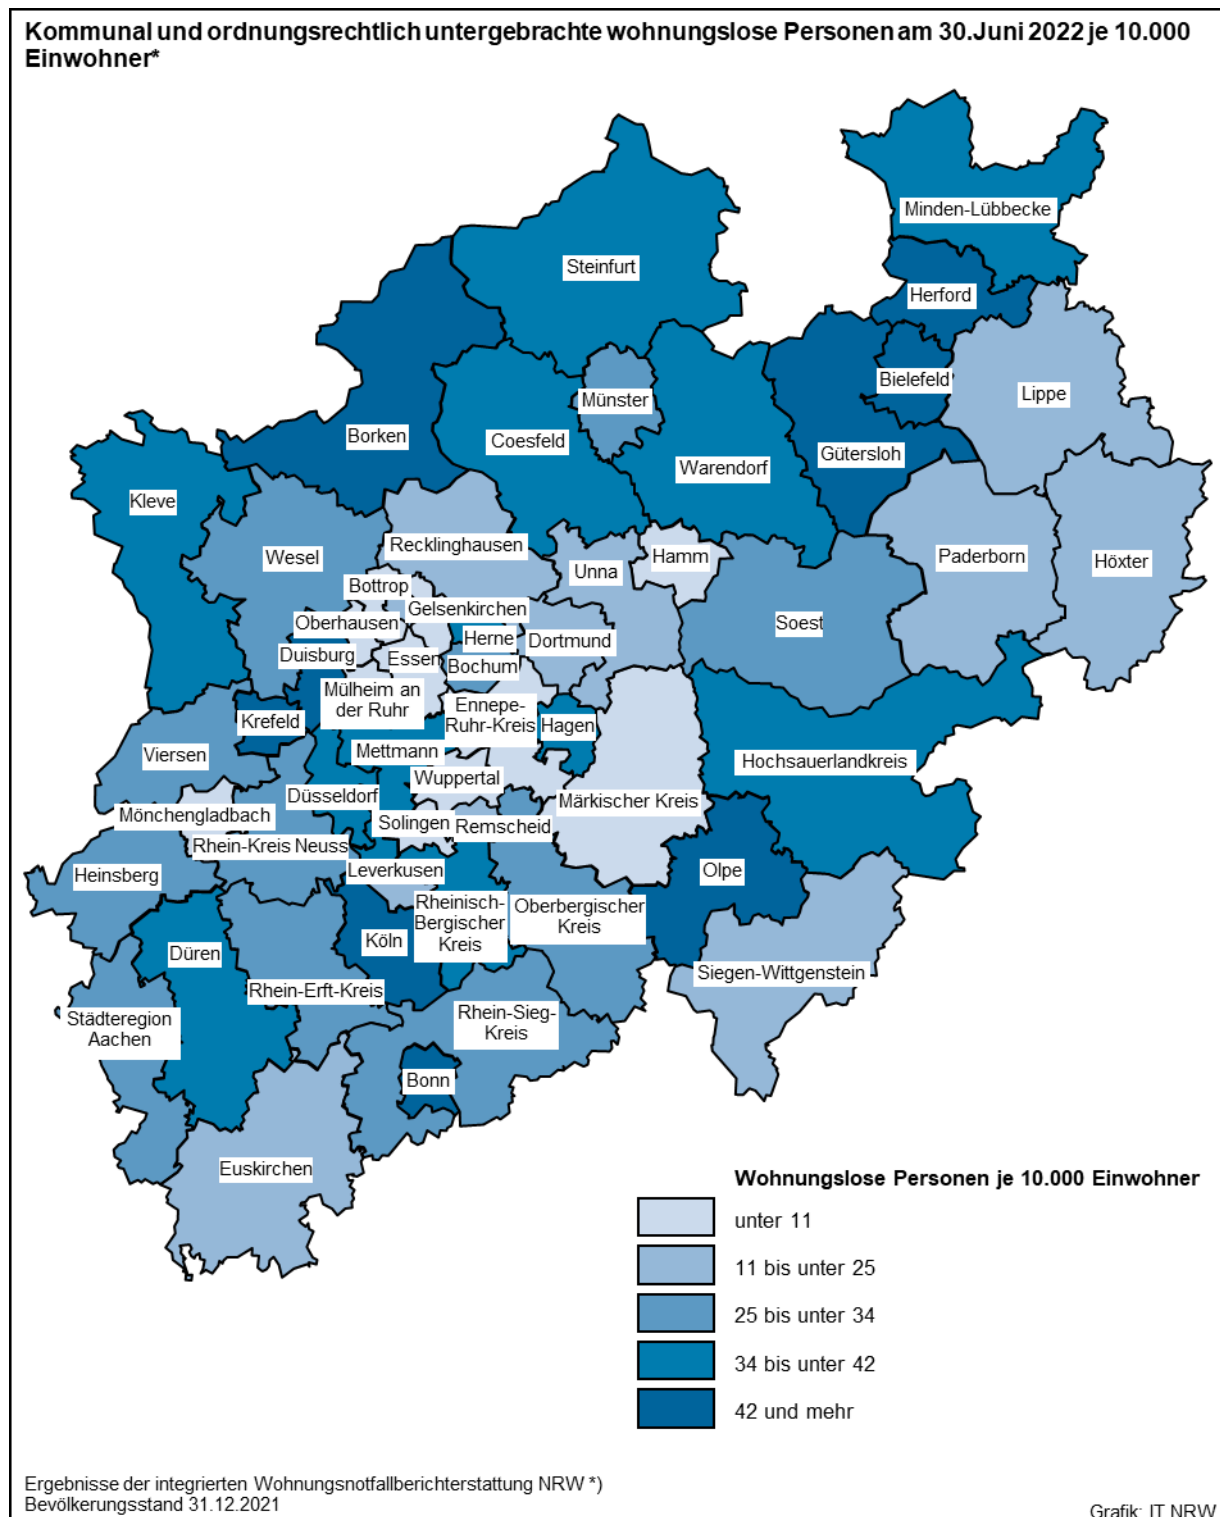 Kommunal und ordnungsrechtlich untergebrachte wohnungslose Personen am 30.Juni 2022 je 10.000
Einwohner*
Minden-Lübbecke
Steinfurt
Herford
Bielefeld
Lippe
Münster
Borken
Coesfeld
Gütersloh
Warendorf
Kleve
Recklinghausen
Wesel
Hamm
Unna
Paderborn
Höxter
Bottrop
Gelsenkirchen
Oberhausen
Herne
Dortmund
Soest
Duisburg
Essen
Bochum
Mülheim an
der Ruhr
Ennepe-
Ruhr-Kreis
Krefeld
Hagen
Viersen
Mettmann
Hochsauerlandkreis
Wuppertal
Düsseldorf
Märkischer Kreis
Mönchengladbach
Solingen
Remscheid
Rhein-Kreis Neuss
Heinsberg
Leverkusen
Olpe
Rheinisch-
Bergischer
Kreis
Oberbergischer
Kreis
Köln
Düren
Siegen-Wittgenstein
Rhein-Erft-Kreis
Rhein-Sieg-
Kreis
Städteregion
Aachen
Bonn
Euskirchen
Wohnungslose Personen je 10.000 Einwohner
unter 11
11 bis unter 25
25 bis unter 34
34 bis unter 42
42 und mehr
Ergebnisse der integrierten Wohnungsnotfallberichterstattung NRW *)
Bevölkerungsstand 31.12.2021
Grafik: IT NRW